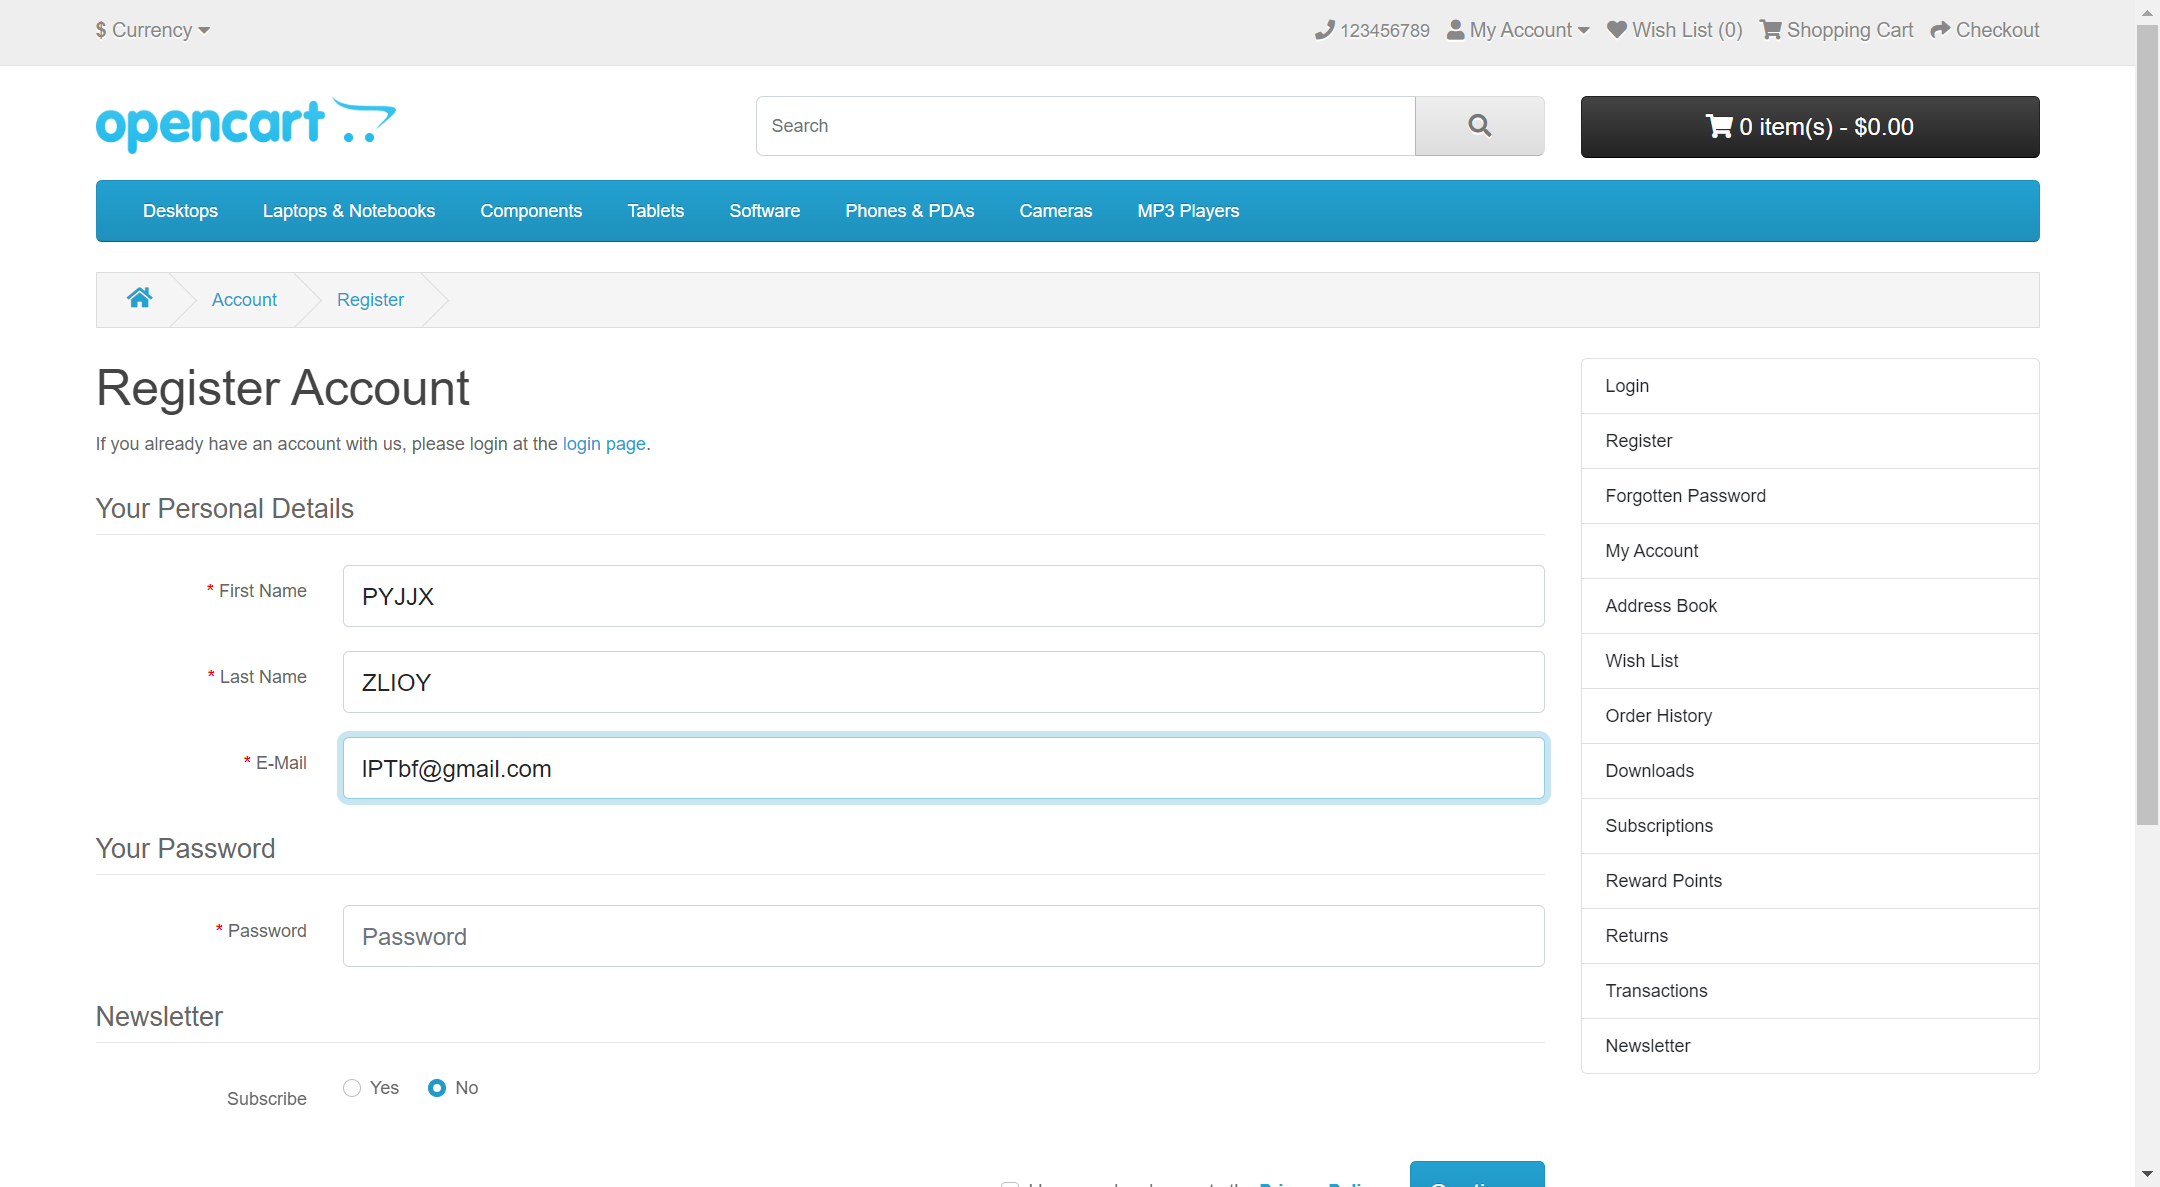 $ Currency
123456789 My Account Wish List (0) Shopping Cart Checkout
opencart
Search
0 item(s) - $0.00
Desktops Laptops & Notebooks Components Tablets Software Phones & PDAs Cameras MP3 Players
Account Register
Register Account
If you already have an account with us, please login at the login page.
Your Personal Details
* First Name PYJJX
* Last Name ZLIOY
* E-Mail lPTbf@gmail.com
Your Password
* Password Password
Newsletter
Subscribe Yes No
Login
Register
Forgotten Password
My Account
Address Book
Wish List
Order History
Downloads
Subscriptions
Reward Points
Returns
Transactions
Newsletter